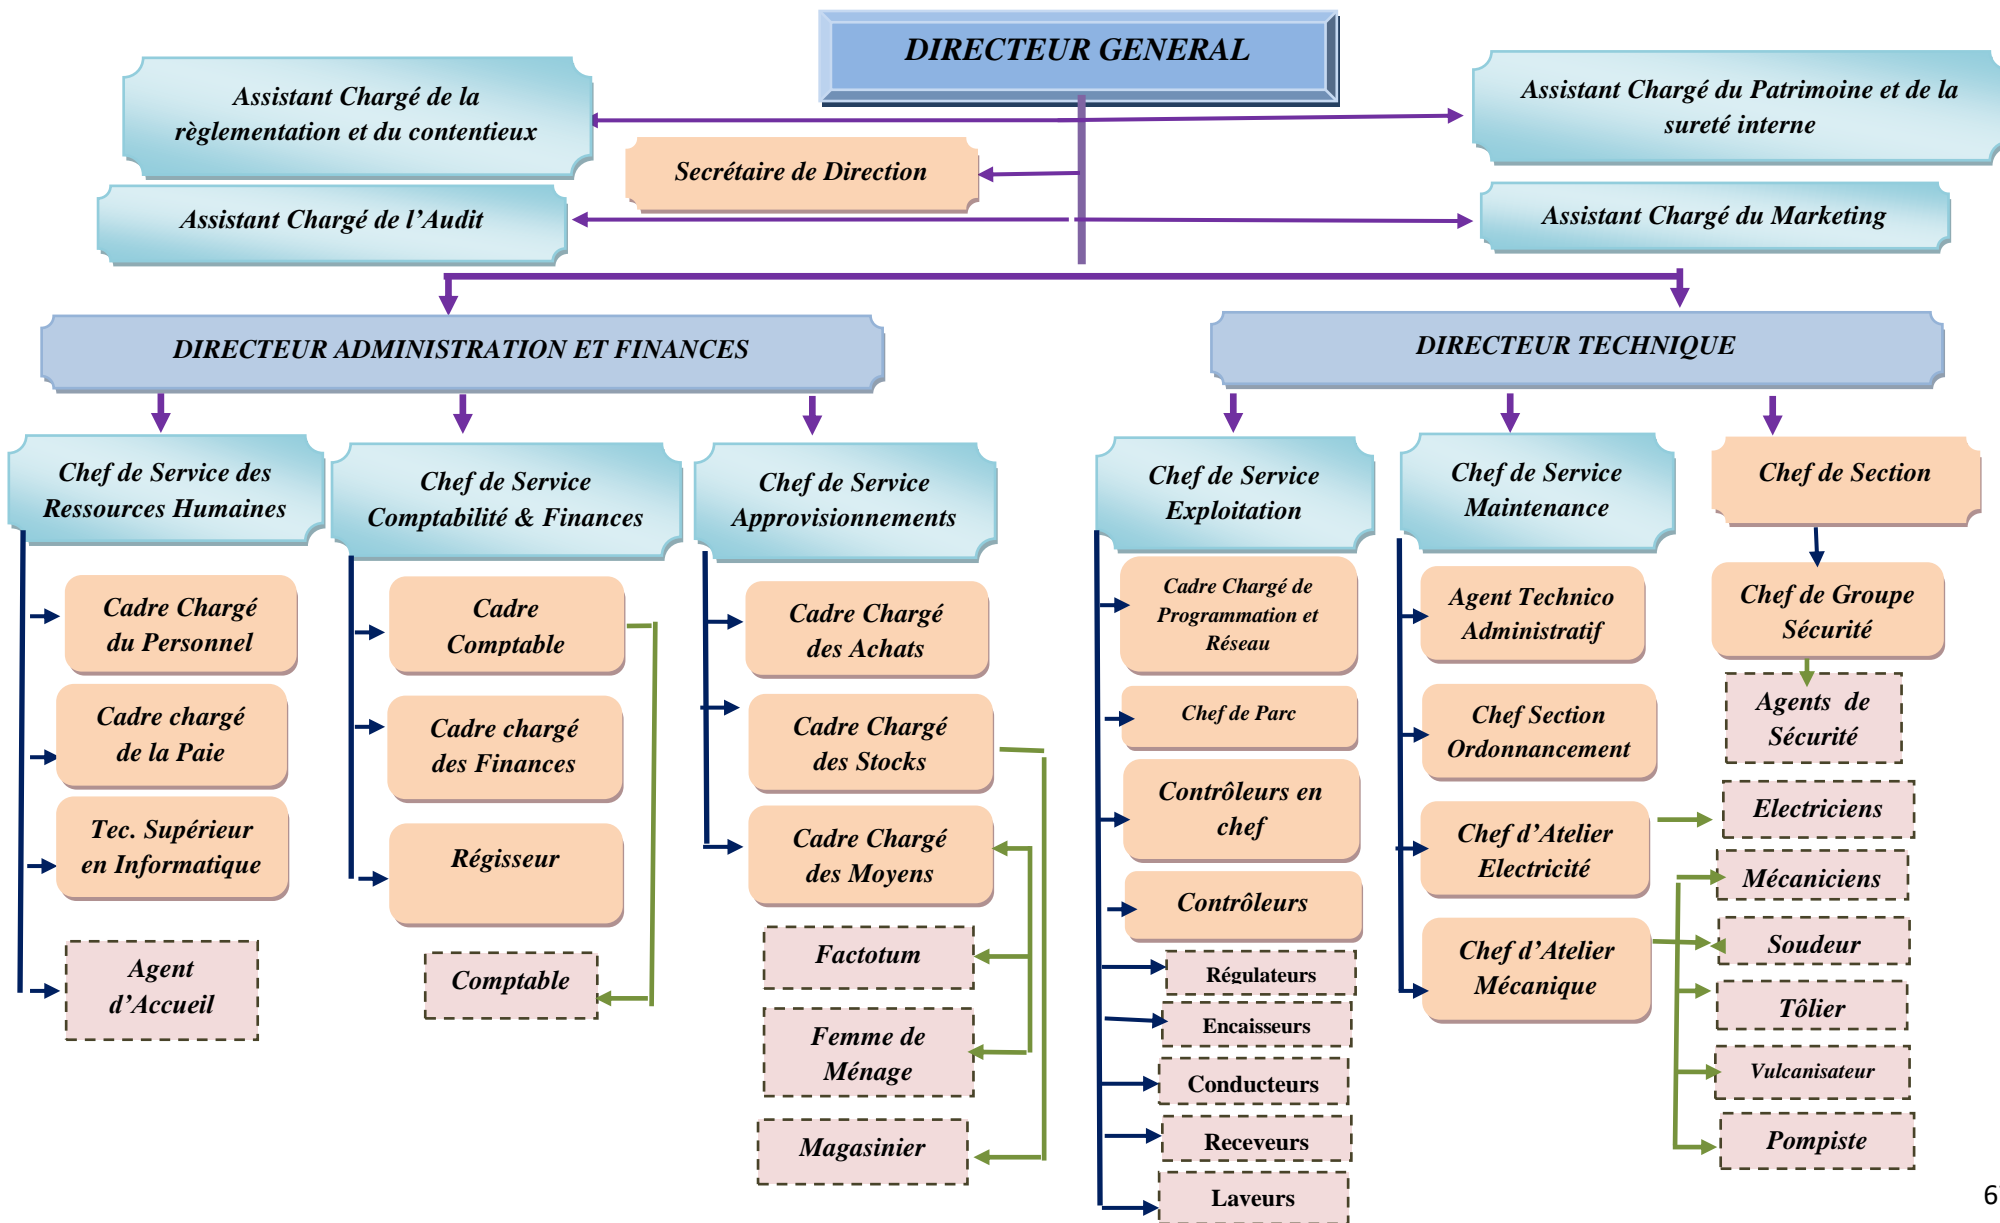 DIRECTEUR GENERAL
Assistant Chargé de la
règlementation et du contentieux
Assistant Chargé du Patrimoine et de la
sureté interne
Secrétaire de Direction
Assistant Chargé de l’Audit
Assistant Chargé du Marketing
DIRECTEUR ADMINISTRATION ET FINANCES
DIRECTEUR TECHNIQUE
Chef de Service des
Ressources Humaines
Chef de Service
Comptabilité & Finances
Chef de Service
Approvisionnements
Chef de Service
Exploitation
Chef de Service
Maintenance
Chef de Section
Cadre Chargé
du Personnel
Cadre chargé
de la Paie
Tec. Supérieur
en Informatique
Agent
d’Accueil
Cadre
Comptable
Cadre chargé
des Finances
Régisseur
Comptable
Cadre Chargé
des Achats
Cadre Chargé
des Stocks
Cadre Chargé
des Moyens
Factotum
Femme de
Ménage
Magasinier
Cadre Chargé de
Programmation et
Réseau
Chef de Parc
Contrôleurs en
chef
Contrôleurs
Régulateurs
Encaisseurs
Conducteurs
Receveurs
Laveurs
Agent Technico
Administratif
Chef Section
Ordonnancement
Chef d’Atelier
Electricité
Chef d’Atelier
Mécanique
Chef de Groupe
Sécurité
Agents de
Sécurité
Electriciens
Mécaniciens
Soudeur
Tôlier
Vulcanisateur
Pompiste